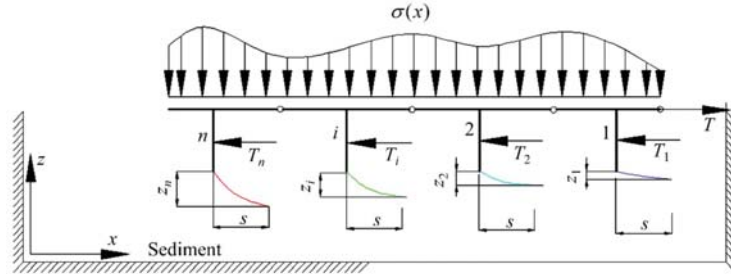 σ(x)
n i 2 1 T
T_n T_i T_2 T_1
z
z_n z_i z_2 z_1
s s s s
x Sediment